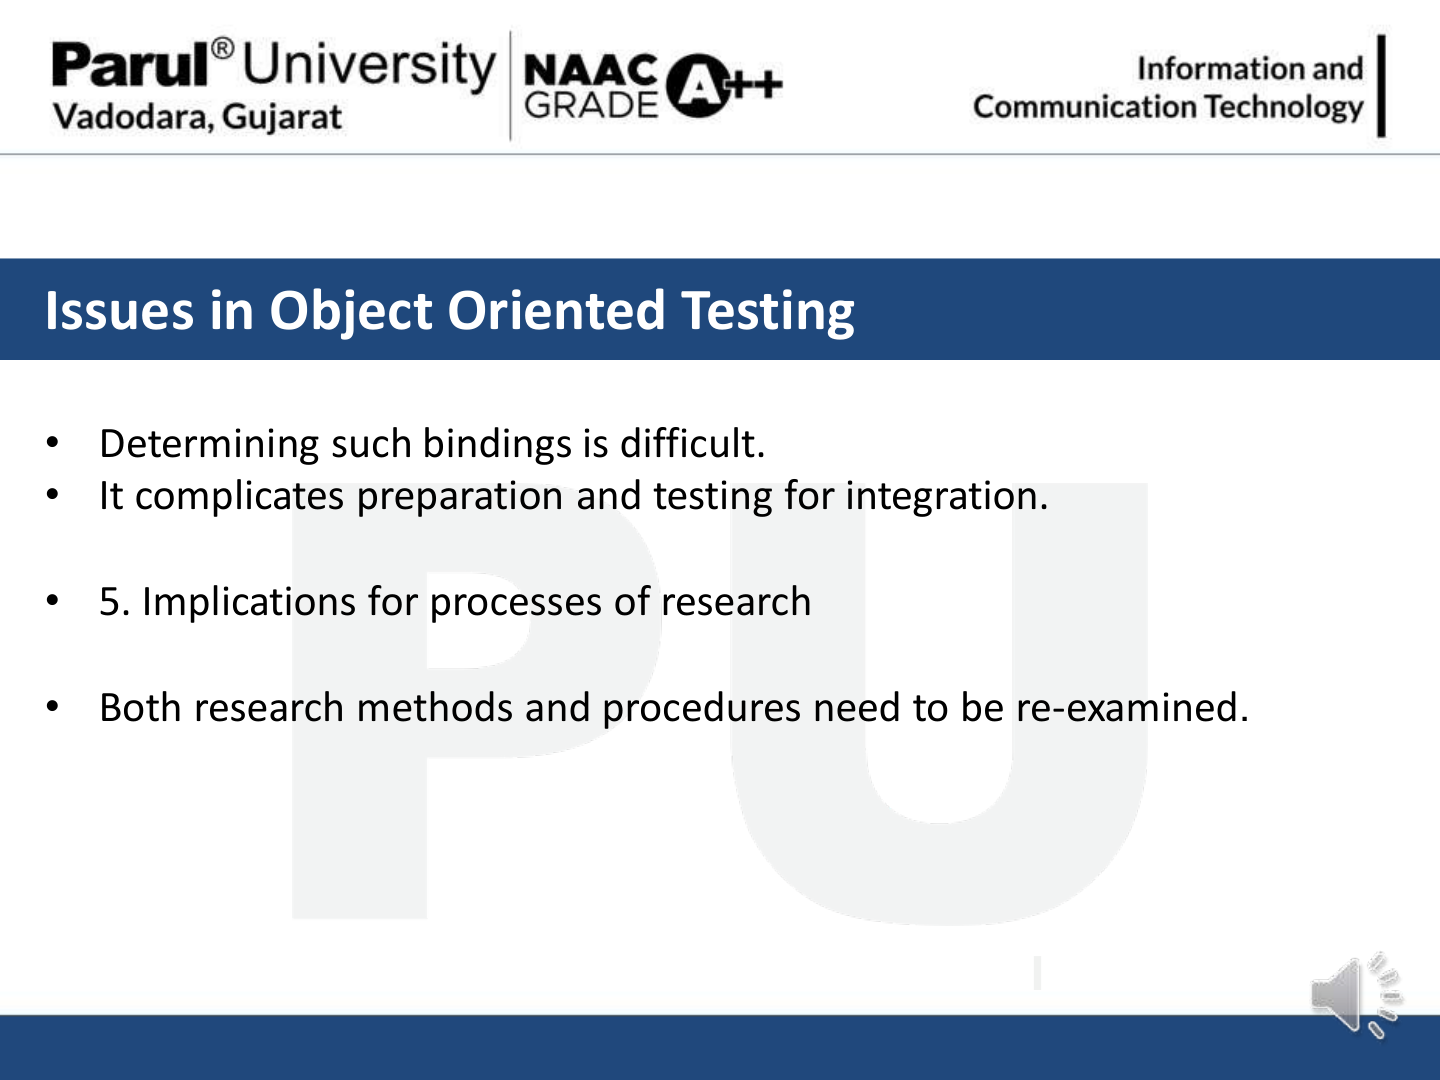 Parul® University
Vadodara, Gujarat
NAAC
GRADE A++
Information and
Communication Technology
Issues in Object Oriented Testing
• Determining such bindings is difficult.
• It complicates preparation and testing for integration.
• 5. Implications for processes of research
• Both research methods and procedures need to be re-examined.
PU